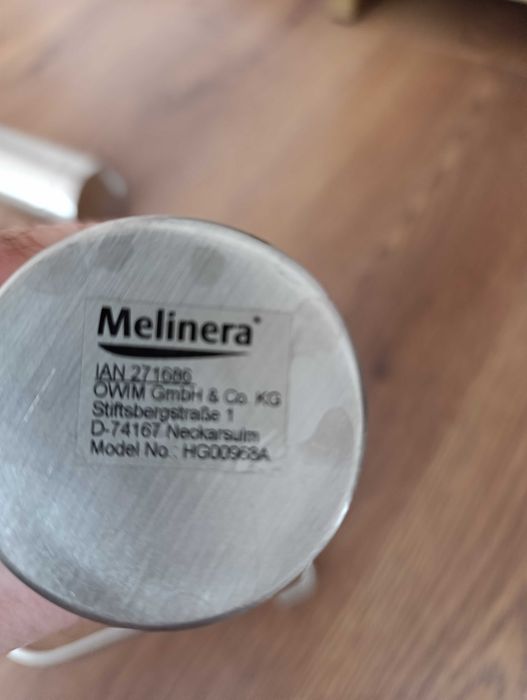 Melinera®
IAN 271686
OWIM GmbH & Co. KG
Stiftsbergstraße 1
D-74167 Neckarsulm
Model No.: HG00968A